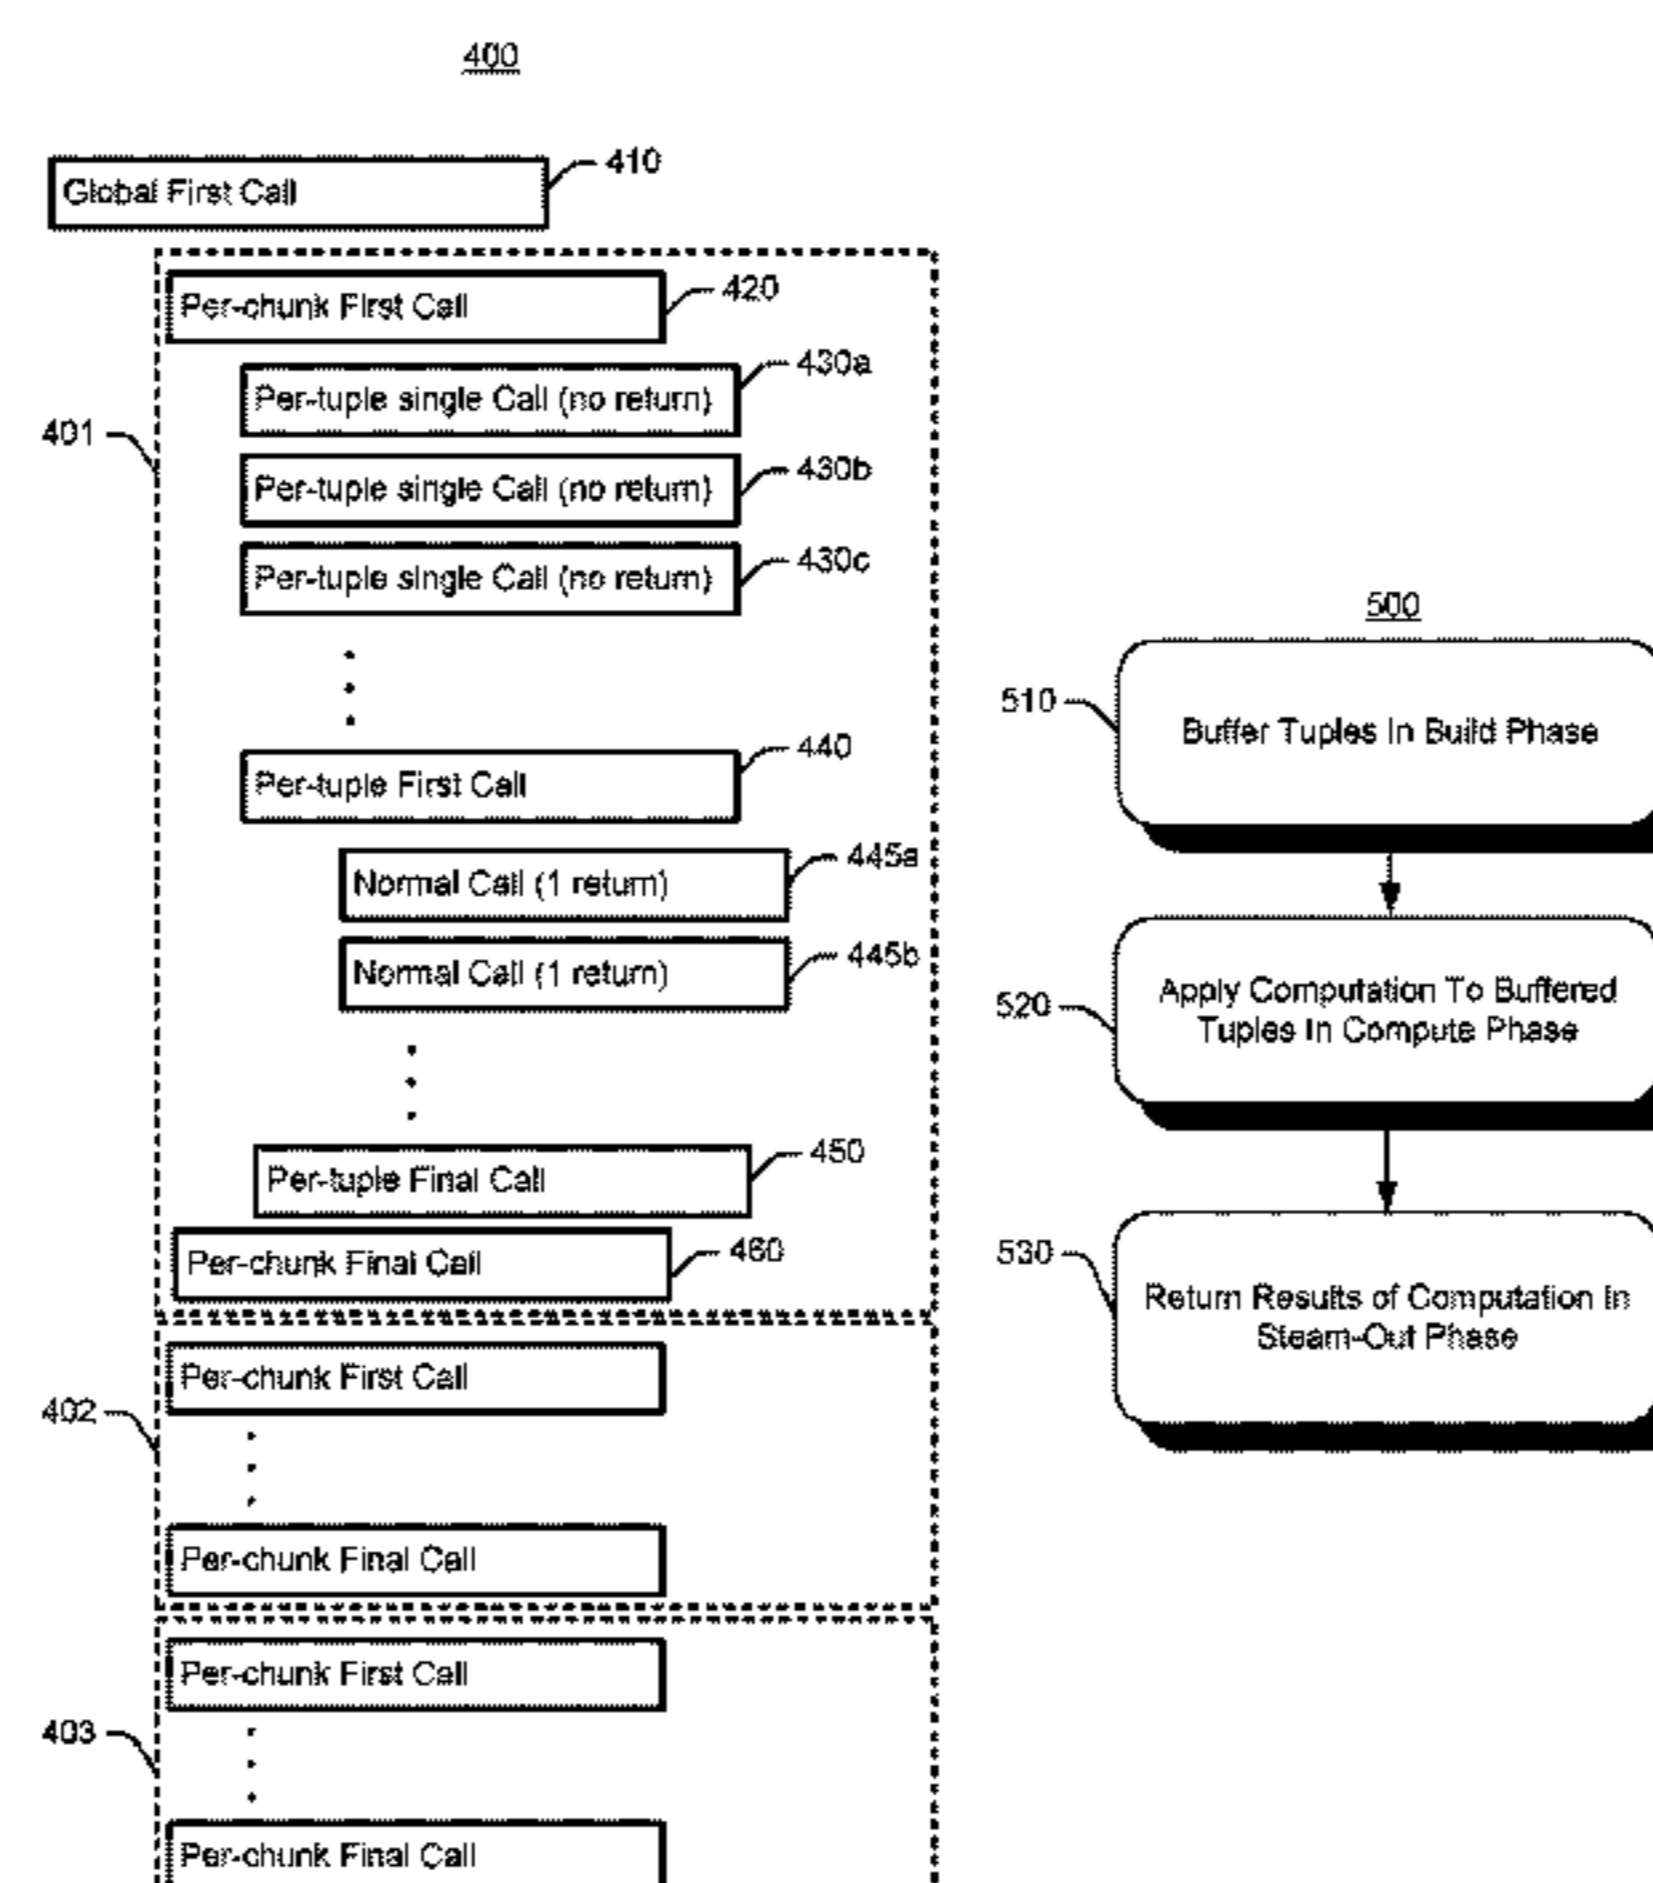 400
Global First Call
410
Per-chunk First Call
420
401
Per-tuple single Call (no return)
430a
Per-tuple single Call (no return)
430b
Per-tuple single Call (no return)
430c
Per-tuple First Call
440
Normal Call (1 return)
445a
Normal Call (1 return)
445b
Per-tuple Final Call
450
Per-chunk Final Call
460
402
Per-chunk First Call
Per-chunk Final Call
403
Per-chunk First Call
Per-chunk Final Call
500
510
Buffer Tuples In Build Phase
520
Apply Computation To Buffered
Tuples In Compute Phase
530
Return Results of Computation In
Steam-Out Phase